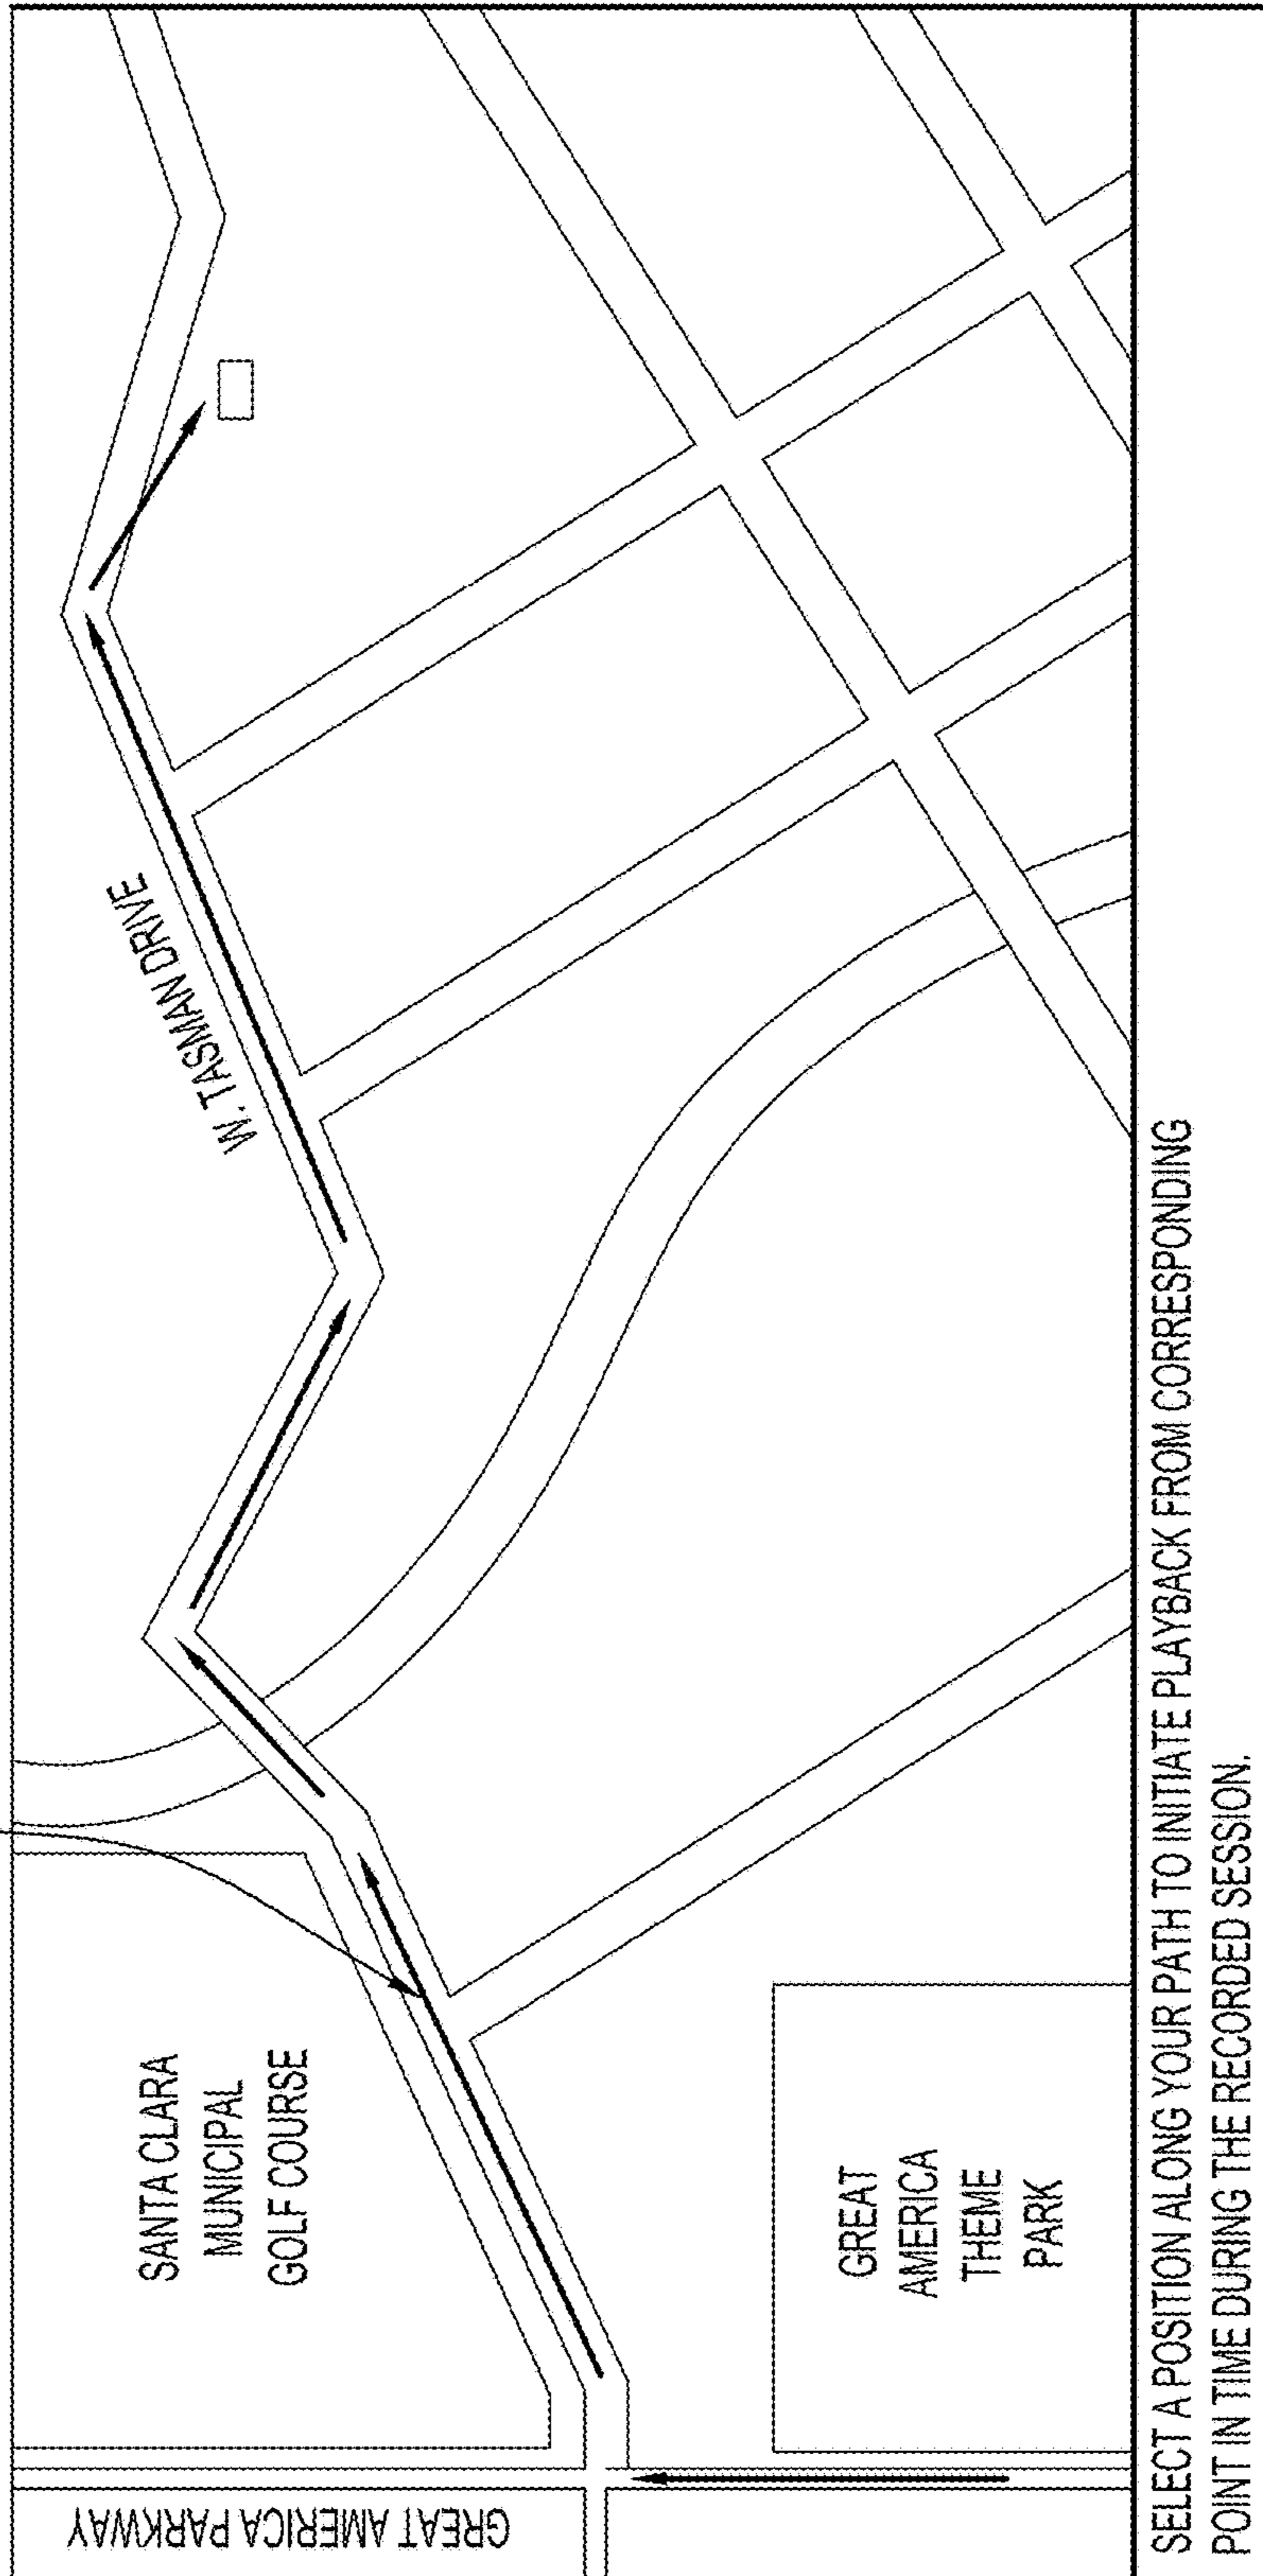 GREAT AMERICA PARKWAY
SANTA CLARA
MUNICIPAL
GOLF COURSE
W. TASMAN DRIVE
GREAT
AMERICA
THEME
PARK
SELECT A POSITION ALONG YOUR PATH TO INITIATE PLAYBACK FROM CORRESPONDING
POINT IN TIME DURING THE RECORDED SESSION.